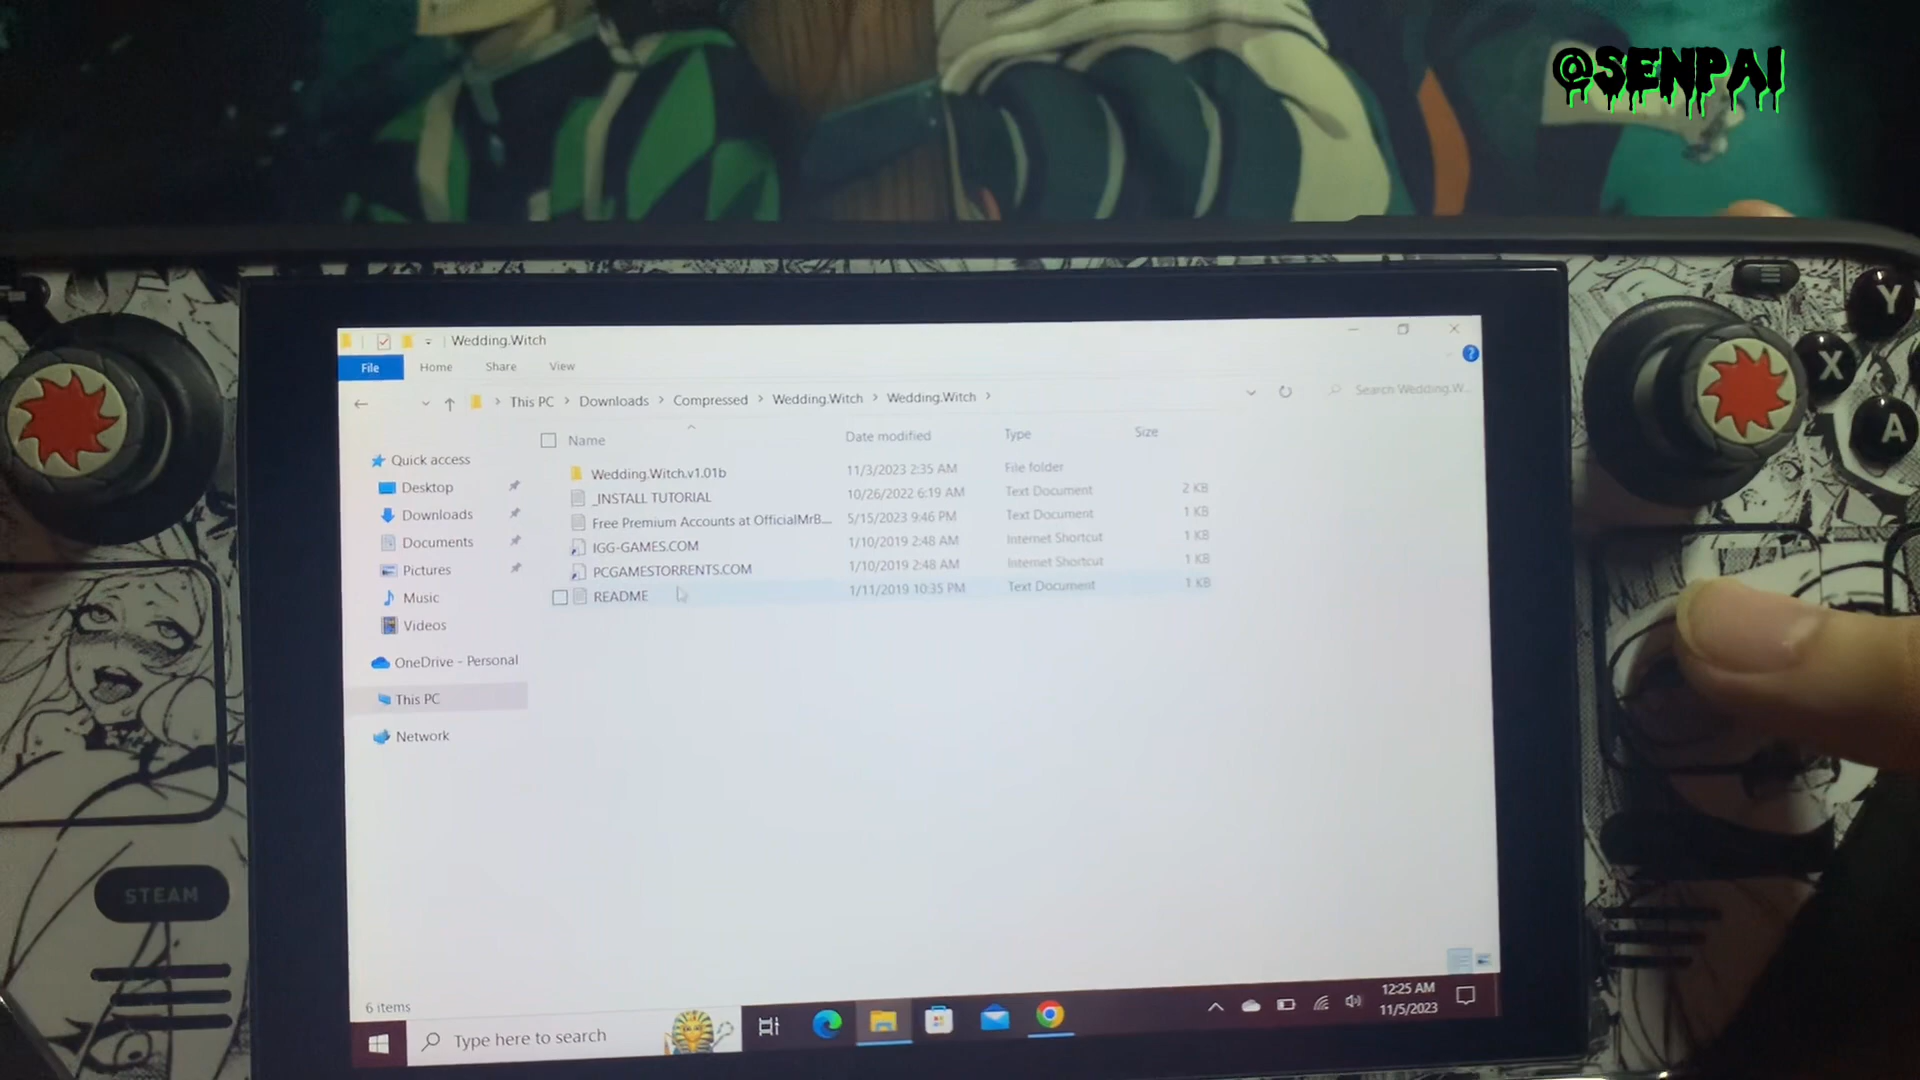 @SENPAI
Wedding.Witch
File Home Share View
This PC > Downloads > Compressed > Wedding.Witch > Wedding.Witch >
Search Wedding.W...
Name Date modified Type Size
Quick access
Desktop
Downloads
Documents
Pictures
Music
Videos
OneDrive - Personal
This PC
Network
Wedding.Witch.v1.01b 11/3/2023 2:35 AM File folder
_INSTALL TUTORIAL 10/26/2022 6:19 AM Text Document 2 KB
Free Premium Accounts at OfficialMrB... 5/15/2023 9:46 PM Text Document 1 KB
IGG-GAMES.COM 1/10/2019 2:48 AM Internet Shortcut 1 KB
PCGAMESTORRENTS.COM 1/10/2019 2:48 AM Internet Shortcut 1 KB
README 1/11/2019 10:35 PM Text Document 1 KB
6 items
Type here to search
12:25 AM
11/5/2023
STEAM
Y
X
A